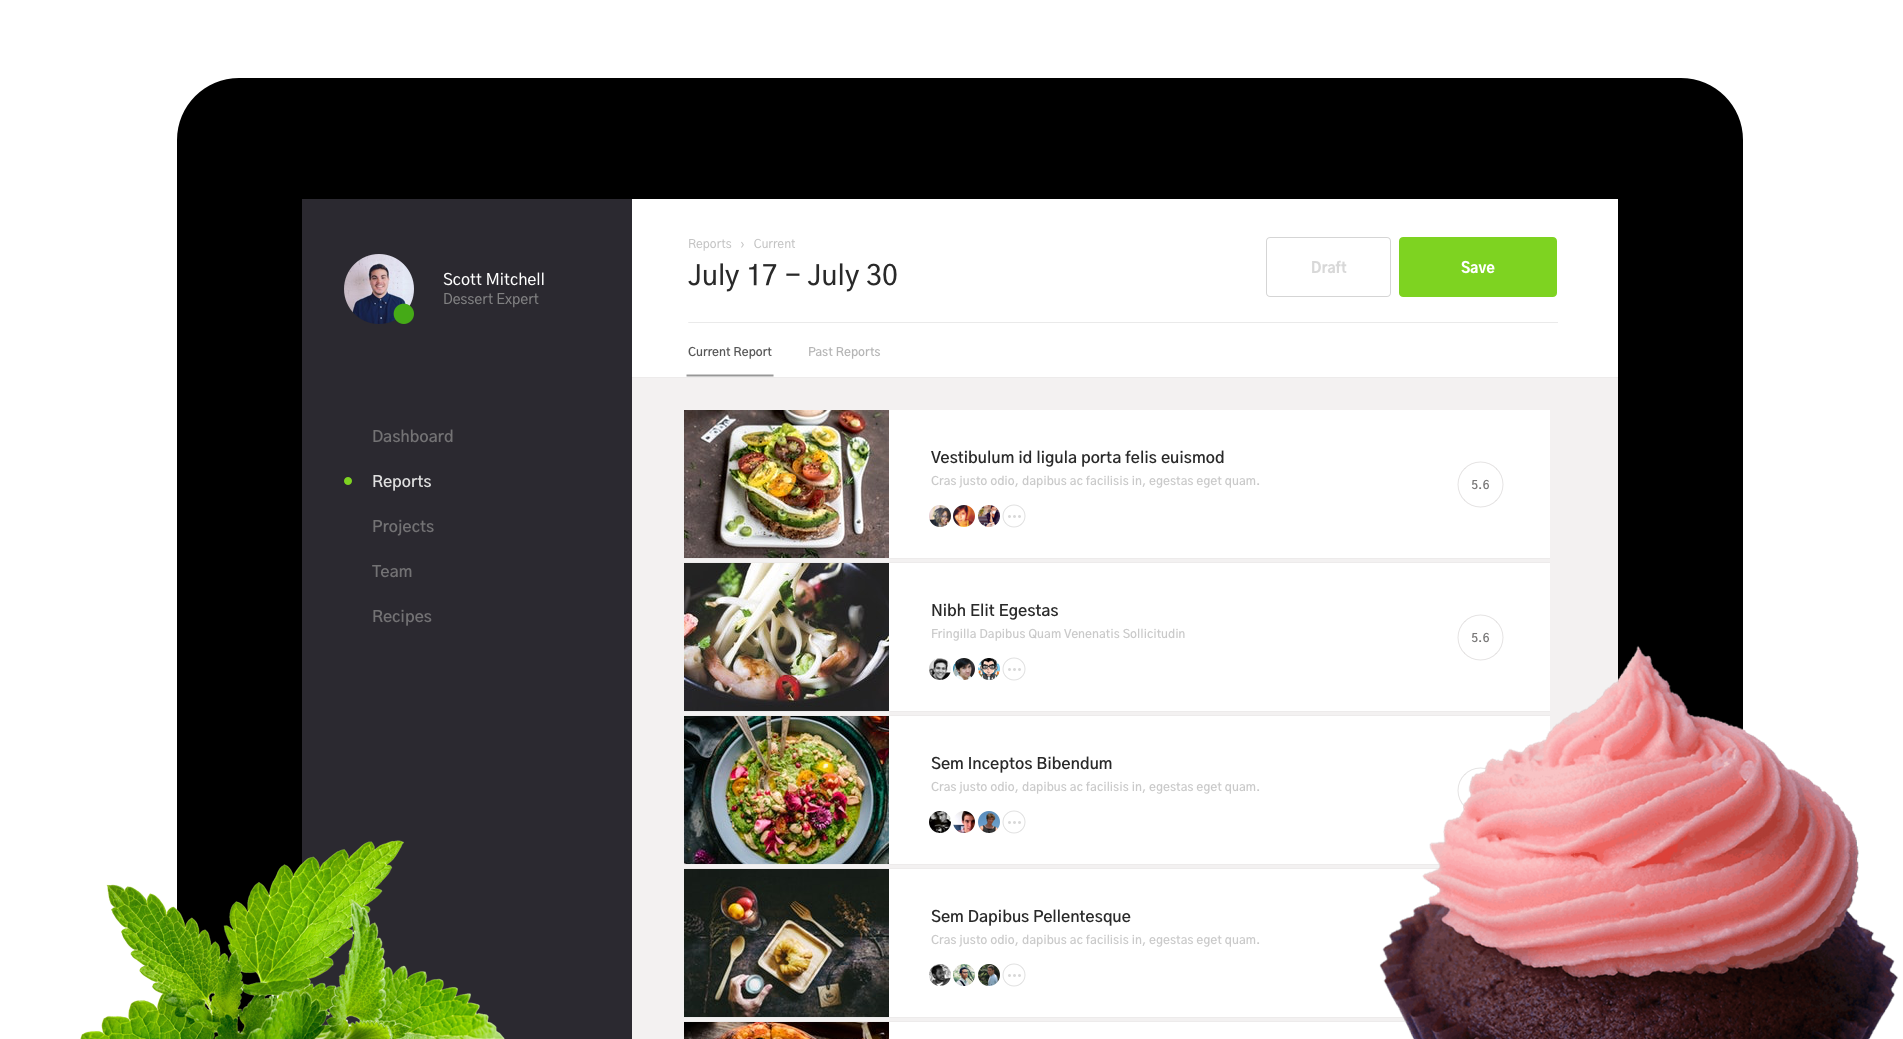 Scott Mitchell
Dessert Expert
Dashboard
Reports
Projects
Team
Recipes
Reports › Current
July 17 – July 30
Draft
Save
Current Report
Past Reports
Vestibulum id ligula porta felis euismod
Cras justo odio, dapibus ac facilisis in, egestas eget quam.
5.6
Nibh Elit Egestas
Fringilla Dapibus Quam Venenatis Sollicitudin
5.6
Sem Inceptos Bibendum
Cras justo odio, dapibus ac facilisis in, egestas eget quam.
Sem Dapibus Pellentesque
Cras justo odio, dapibus ac facilisis in, egestas eget quam.